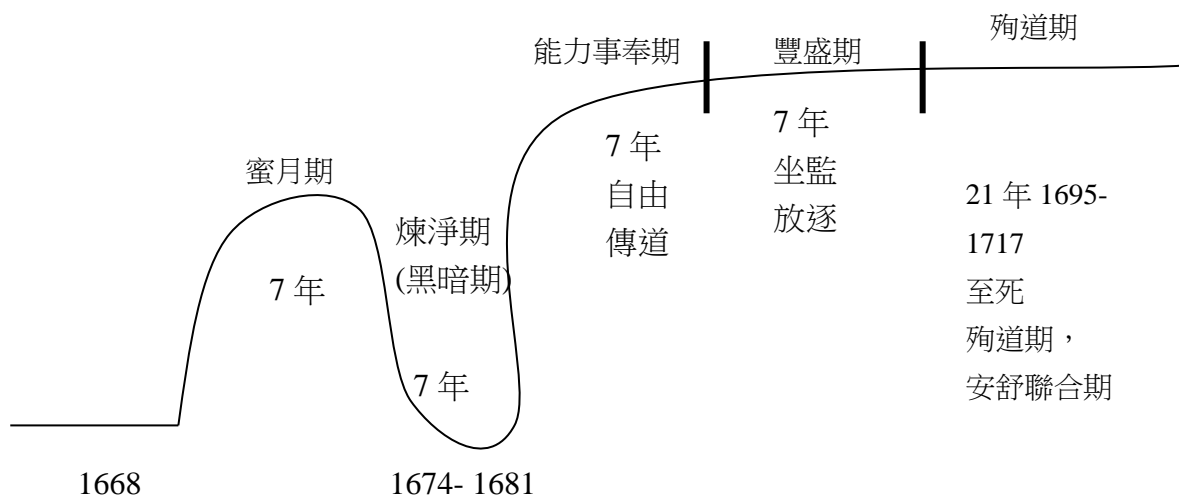 殉道期
能力事奉期
豐盛期
7 年
自由
傳道
7 年
坐監
放逐
蜜月期
7 年
煉淨期
(黑暗期)
7 年
21 年 1695-
1717
至死
殉道期，
安舒聯合期
1668
1674- 1681